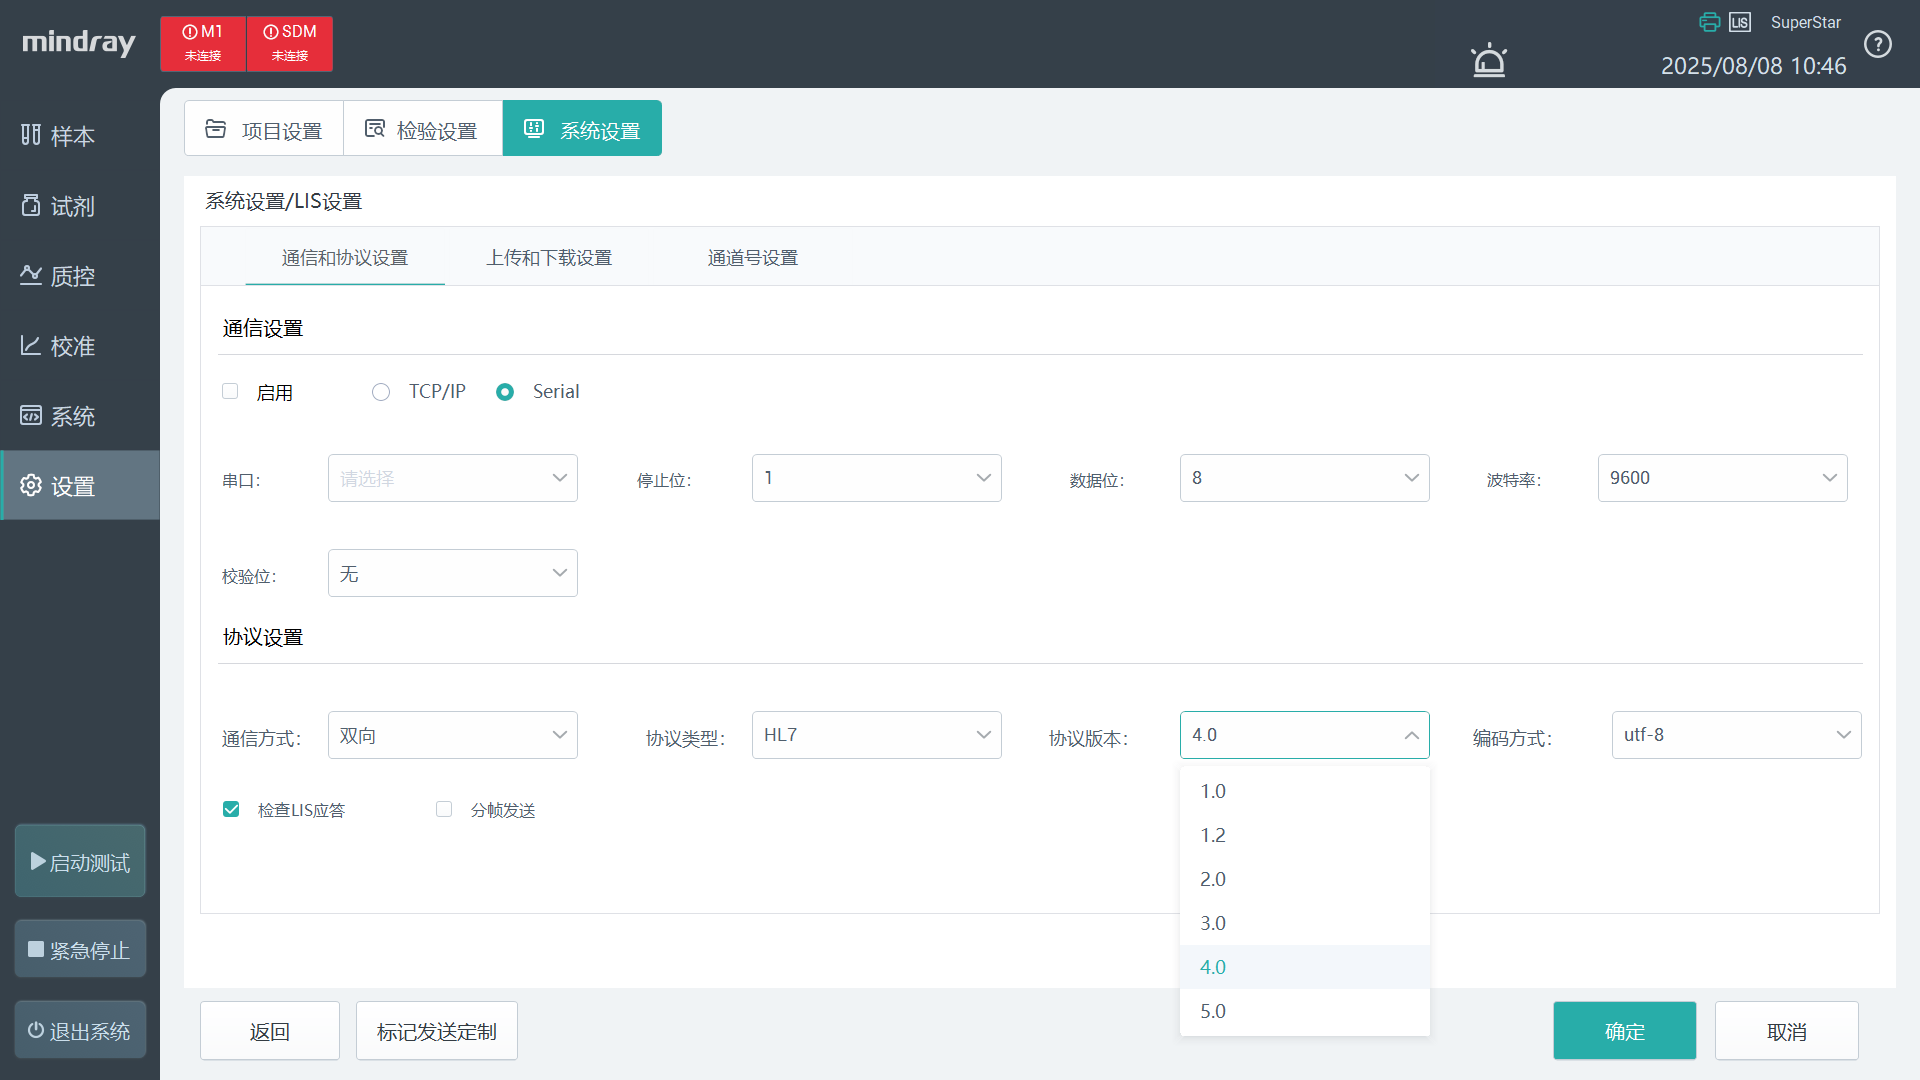 mindray
M1
未连接
SDM
未连接
LIS
SuperStar
2025/08/08 10:46
样本
试剂
质控
校准
系统
设置
启动测试
紧急停止
退出系统
项目设置
检验设置
系统设置
系统设置/LIS设置
通信和协议设置
上传和下载设置
通道号设置
通信设置
启用
TCP/IP
Serial
串口:
请选择
停止位:
1
数据位:
8
波特率:
9600
校验位:
无
协议设置
通信方式:
双向
协议类型:
HL7
协议版本:
4.0
编码方式:
utf-8
检查LIS应答
分帧发送
1.0
1.2
2.0
3.0
4.0
5.0
返回
标记发送定制
确定
取消